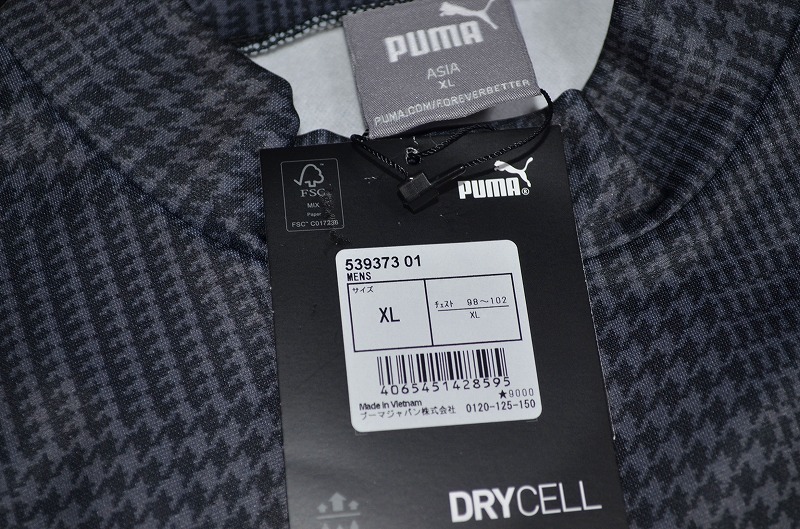 PUMA
ASIA
XL
PUMA.COM/FOREVERBETTER
FSC
MIX
Paper
FSC™ C017236
PUMA®
539373 01
MENS
サイズ
XL
チェスト 98〜102
XL
4065451428595
★9000
Made in Vietnam
プーマジャパン株式会社 0120-125-150
DRYCELL